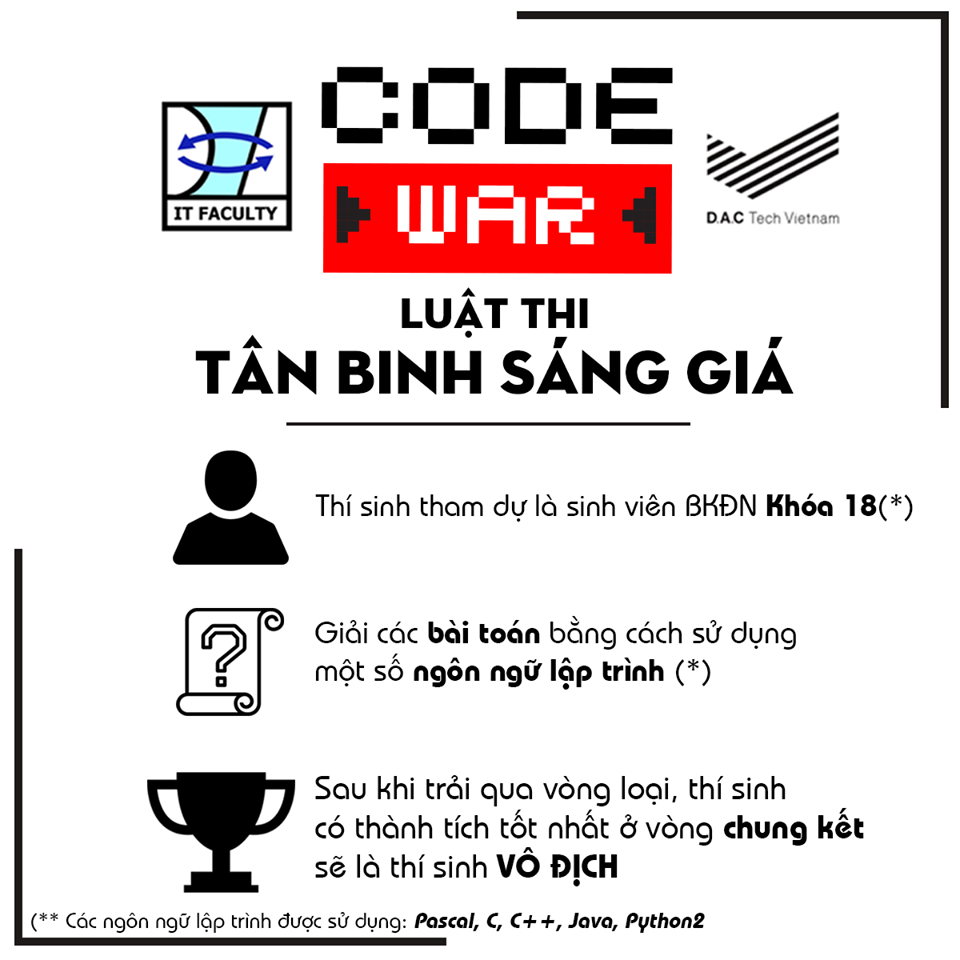 CODE
WAR
IT FACULTY
D.A.C Tech Vietnam
LUẬT THI
TÂN BINH SÁNG GIÁ
Thí sinh tham dự là sinh viên BKĐN Khóa 18(*)
Giải các bài toán bằng cách sử dụng
một số ngôn ngữ lập trình (*)
Sau khi trải qua vòng loại, thí sinh
có thành tích tốt nhất ở vòng chung kết
sẽ là thí sinh VÔ ĐỊCH
(** Các ngôn ngữ lập trình được sử dụng: Pascal, C, C++, Java, Python2